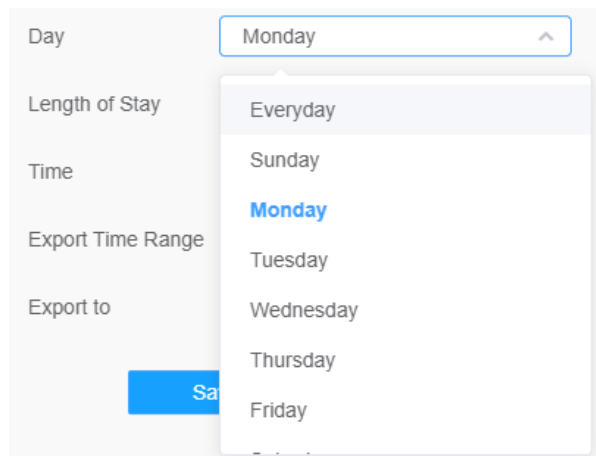 Day
Monday
Length of Stay
Everyday
Sunday
Time
Monday
Export Time Range
Tuesday
Export to
Wednesday
Thursday
Friday